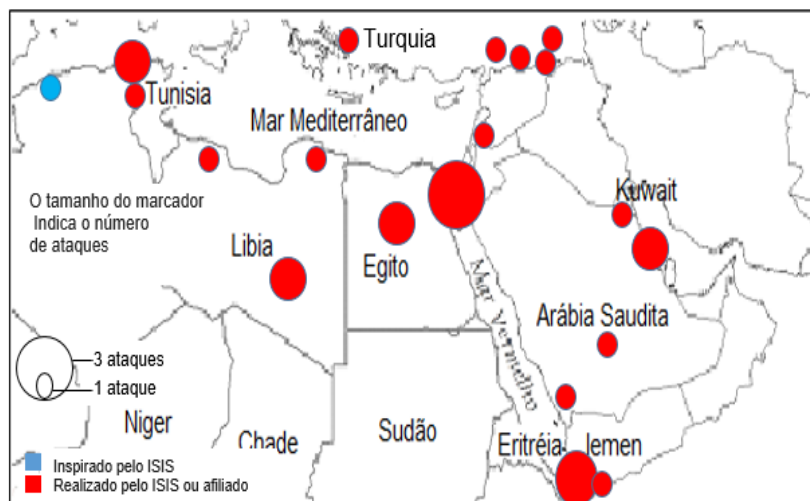 Turquia
Tunisia
Mar Mediterrâneo
O tamanho do marcador
Indica o número
de ataques
Kuwait
Libia
Egito
Mar Vermelho
Arábia Saudita
3 ataques
1 ataque
Niger
Chade
Sudão
Eritréia
Iemen
Inspirado pelo ISIS
Realizado pelo ISIS ou afiliado